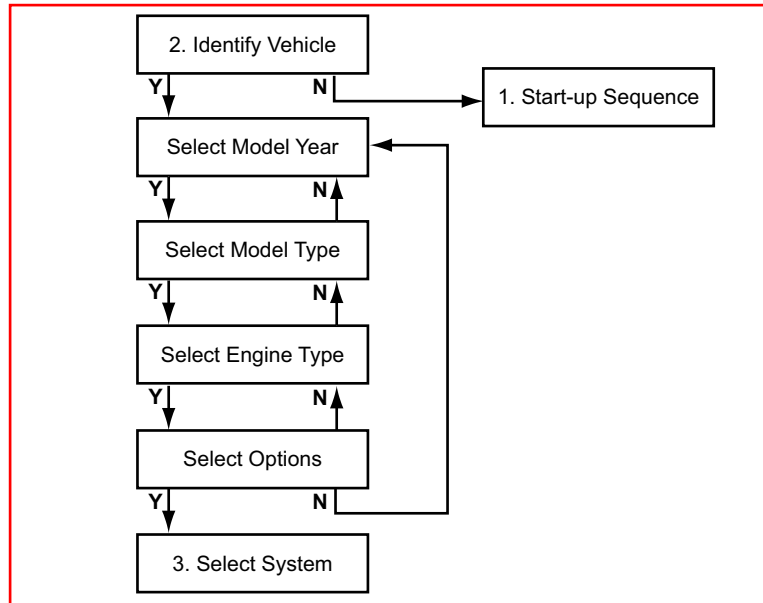 2. Identify Vehicle
Y
N
1. Start-up Sequence
Select Model Year
Y
N
Select Model Type
Y
N
Select Engine Type
Y
N
Select Options
Y
N
3. Select System